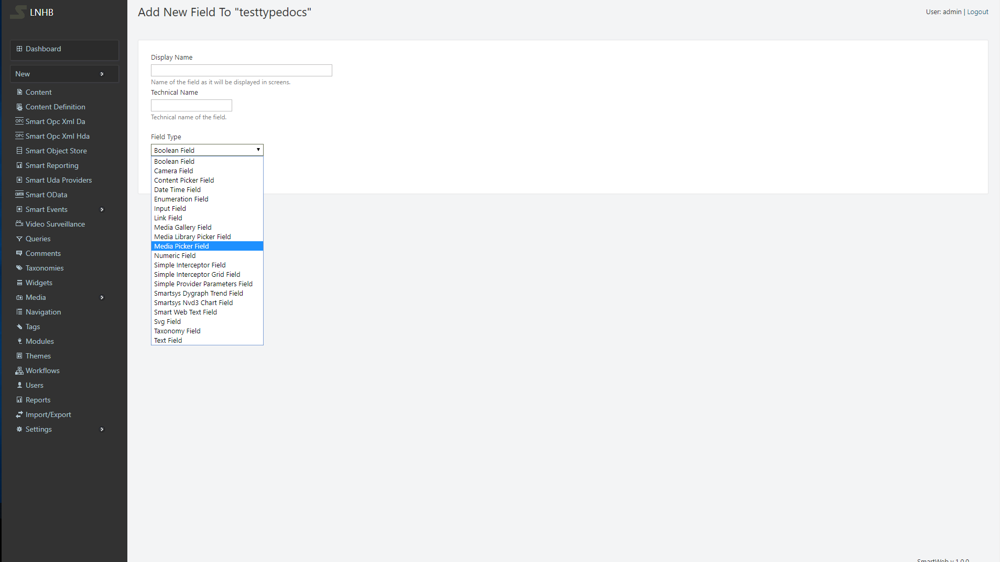 LNHB
Dashboard
New
Content
Content Definition
OPC Smart Opc Xml Da
OPC Smart Opc Xml Hda
Smart Object Store
Smart Reporting
Smart Uda Providers
Smart OData
Smart Events
Video Surveillance
Queries
Comments
Taxonomies
Widgets
Media
Navigation
Tags
Modules
Themes
Workflows
Users
Reports
Import/Export
Settings
Add New Field To "testtypedocs"
User: admin | Logout
Display Name
Name of the field as it will be displayed in screens.
Technical Name
Technical name of the field.
Field Type
Boolean Field
Boolean Field
Camera Field
Content Picker Field
Date Time Field
Enumeration Field
Input Field
Link Field
Media Gallery Field
Media Library Picker Field
Media Picker Field
Numeric Field
Simple Interceptor Field
Simple Interceptor Grid Field
Simple Provider Parameters Field
Smartsys Dygraph Trend Field
Smartsys Nvd3 Chart Field
Smart Web Text Field
Svg Field
Taxonomy Field
Text Field
SmartWeb v 1.0.0